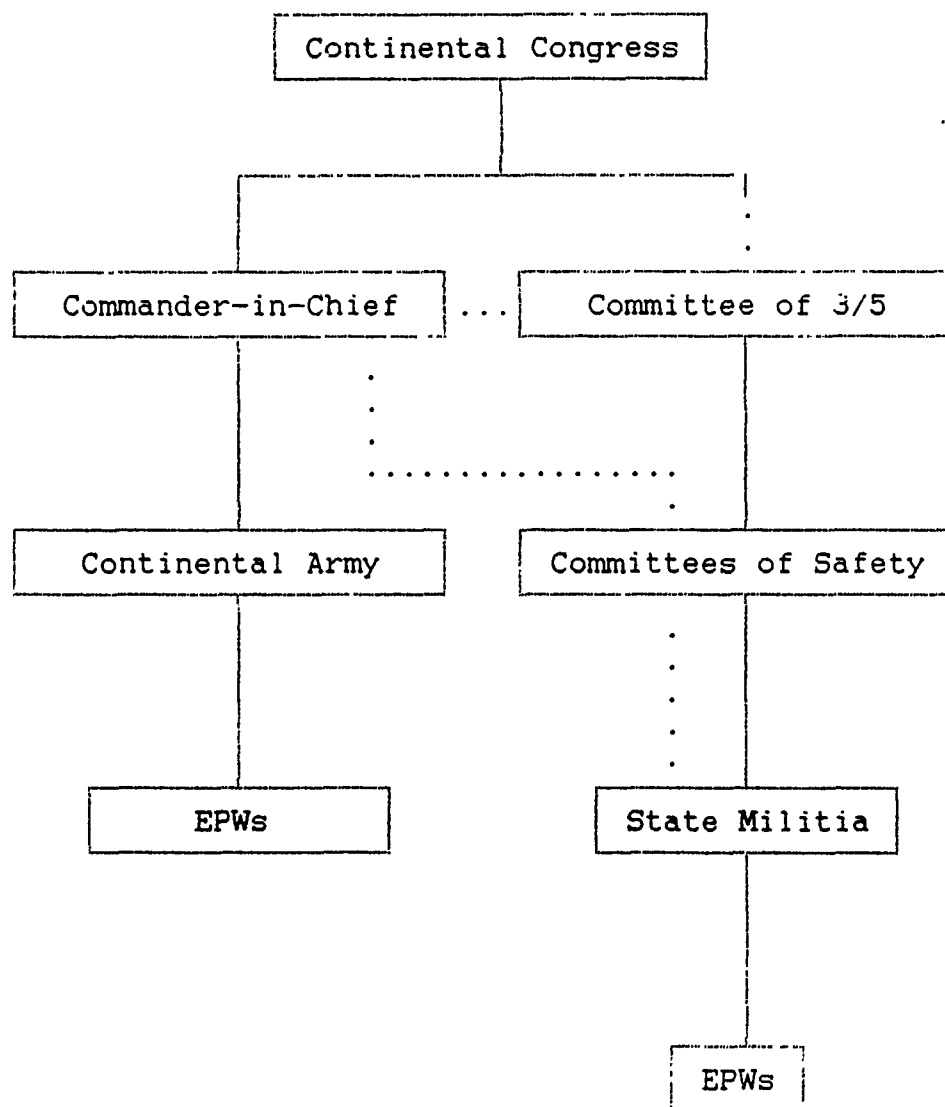 Continental Congress
Commander-in-Chief ... Committee of 3/5
Continental Army Committees of Safety
EPWs State Militia
EPWs